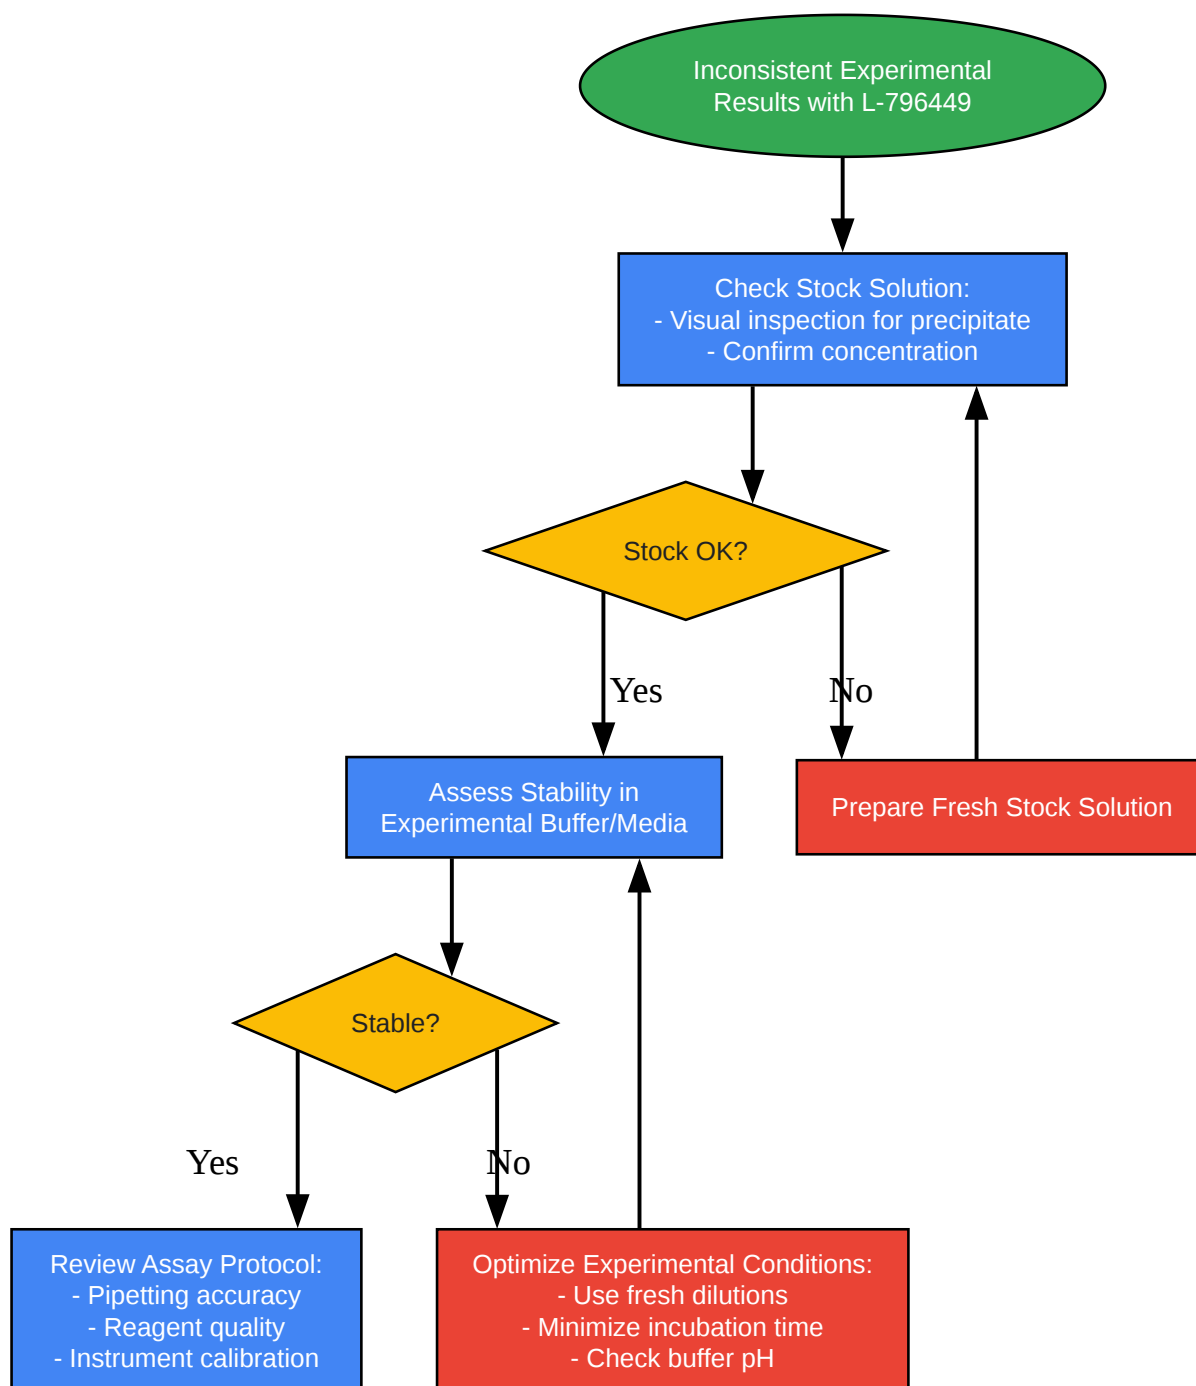 Inconsistent Experimental
Results with L-796449
Check Stock Solution:
- Visual inspection for precipitate
- Confirm concentration
Stock OK?
Yes
No
Assess Stability in
Experimental Buffer/Media
Prepare Fresh Stock Solution
Stable?
Yes
No
Review Assay Protocol:
- Pipetting accuracy
- Reagent quality
- Instrument calibration
Optimize Experimental Conditions:
- Use fresh dilutions
- Minimize incubation time
- Check buffer pH